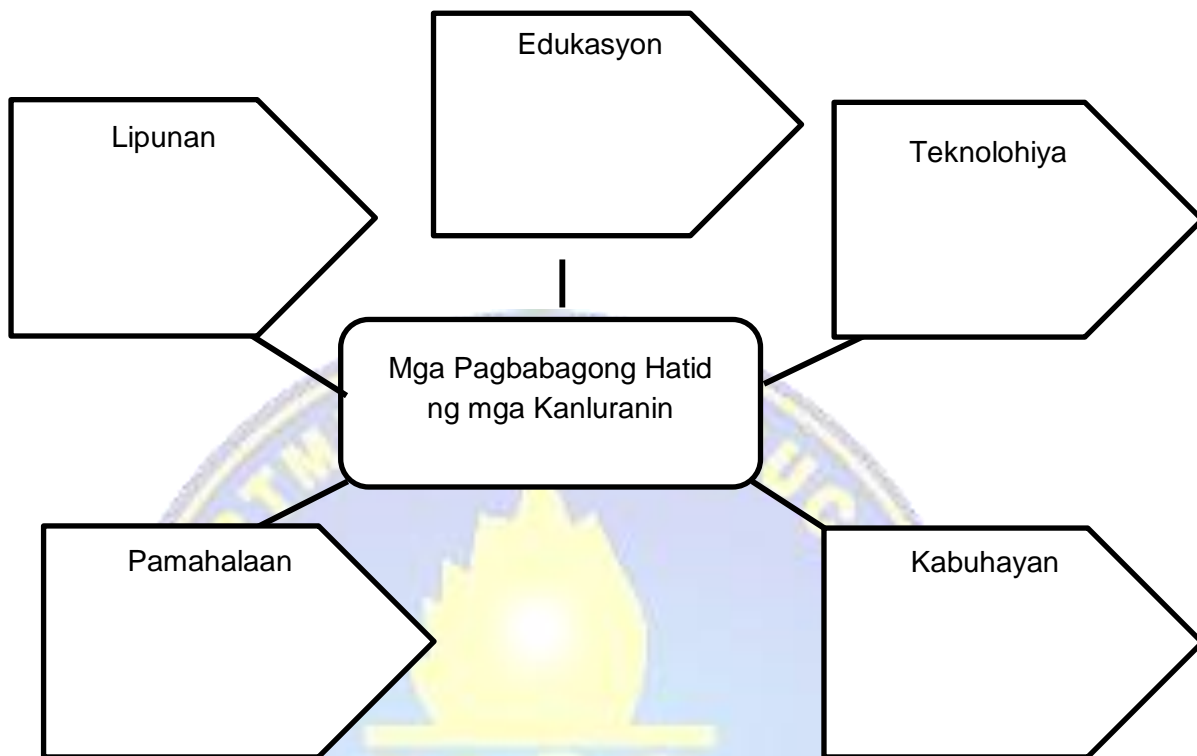 Edukasyon
Lipunan
Teknolohiya
Mga Pagbabagong Hatid
ng mga Kanluranin
Pamahalaan
Kabuhayan